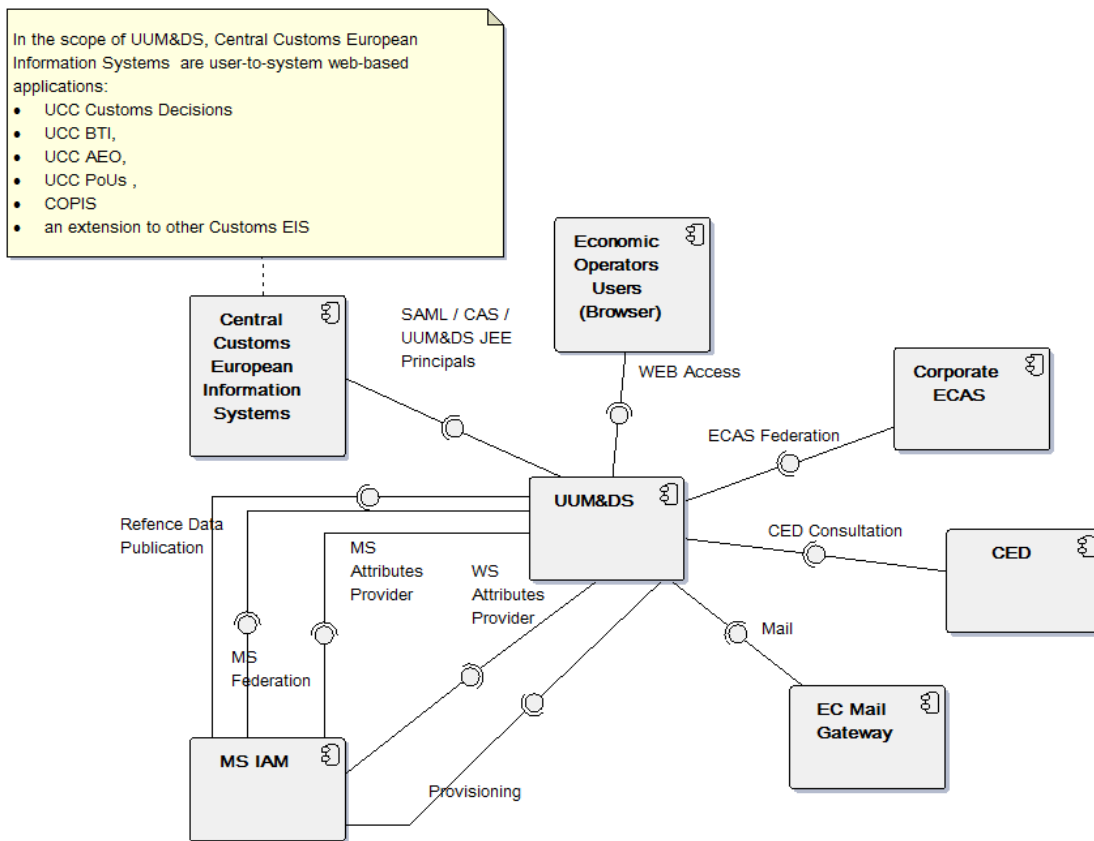 In the scope of UUM&DS, Central Customs European
Information Systems  are user-to-system web-based
applications:
• UCC Customs Decisions
• UCC BTI,
• UCC AEO,
• UCC PoUs ,
• COPIS
• an extension to other Customs EIS
Economic
Operators
Users
(Browser)
Central
Customs
European
Information
Systems
SAML / CAS /
UUM&DS JEE
Principals
WEB Access
Corporate
ECAS
ECAS Federation
UUM&DS
Refence Data
Publication
MS
Attributes
Provider
WS
Attributes
Provider
CED Consultation
CED
Mail
MS
Federation
EC Mail
Gateway
MS IAM
Provisioning